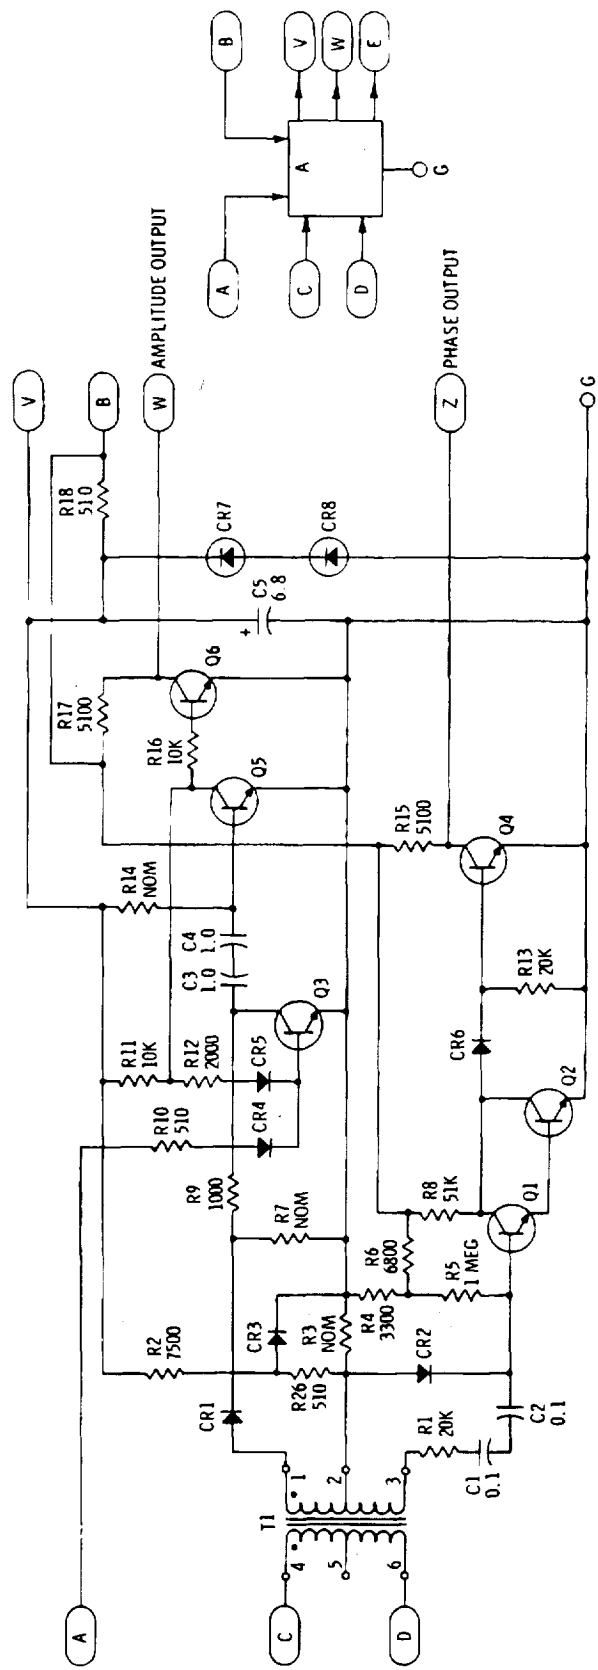 A
C
D
T1
4
5
6
1
2
3
CR1
R1
20K
C1
0.1
C2
0.1
R2
7500
R26
510
CR3
R3
NOM
CR2
R4
3300
R5
1 MEG
R6
6800
R7
NOM
R8
51K
Q1
Q2
R9
1000
R10
510
CR4
R11
10K
R12
2000
CR5
Q3
C3
1.0
C4
1.0
R14
NOM
CR6
R13
20K
Q4
R15
5100
Q5
R16
10K
Q6
R17
5100
C5
6.8
+
R18
510
CR7
CR8
V
B
W
AMPLITUDE OUTPUT
Z
PHASE OUTPUT
G
A
B
C
D
A
V
W
E
G